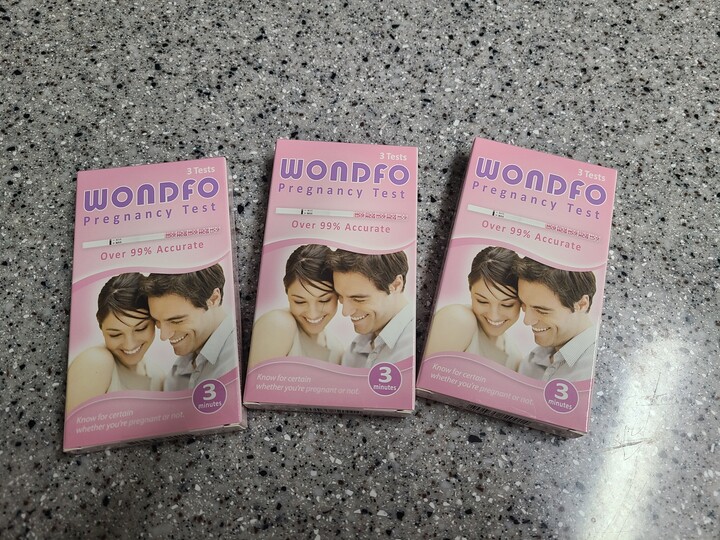 3 Tests
WONDFO
Pregnancy Test
Over 99% Accurate
Know for certain
whether you're pregnant or not.
3
minutes
3 Tests
WONDFO
Pregnancy Test
Over 99% Accurate
Know for certain
whether you're pregnant or not.
3
minutes
3 Tests
WONDFO
Pregnancy Test
Over 99% Accurate
Know for certain
whether you're pregnant or not.
3
minutes